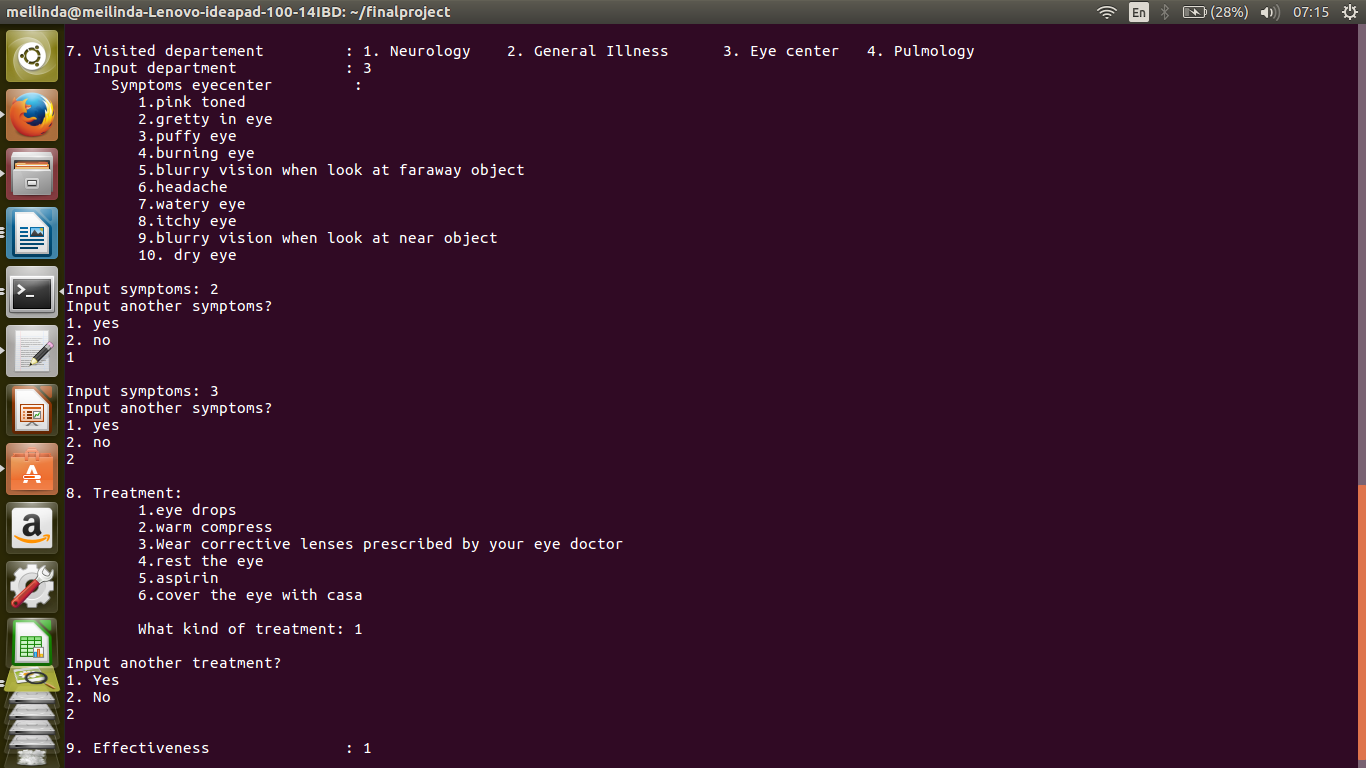 meilinda@meilinda-Lenovo-ideapad-100-14IBD: ~/finalproject En (28%) 07:15
7. Visited departement : 1. Neurology 2. General Illness 3. Eye center 4. Pulmology
Input department : 3
Symptoms eyecenter :
1.pink toned
2.gretty in eye
3.puffy eye
4.burning eye
5.blurry vision when look at faraway object
6.headache
7.watery eye
8.itchy eye
9.blurry vision when look at near object
10. dry eye
Input symptoms: 2
Input another symptoms?
1. yes
2. no
1
Input symptoms: 3
Input another symptoms?
1. yes
2. no
2
8. Treatment:
1.eye drops
2.warm compress
3.Wear corrective lenses prescribed by your eye doctor
4.rest the eye
5.aspirin
6.cover the eye with casa
What kind of treatment: 1
Input another treatment?
1. Yes
2. No
2
9. Effectiveness : 1